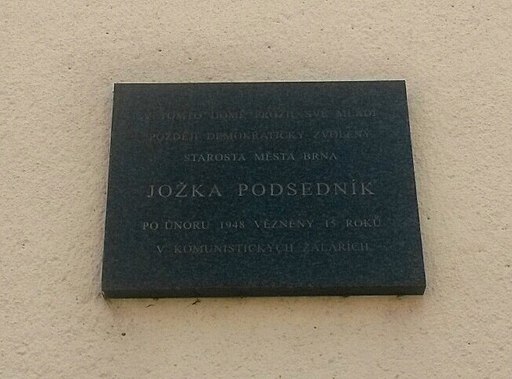 V TOMTO DOMĚ PROŽIL SVÉ MLÁDÍ
POZDĚJI DEMOKRATICKY ZVOLENÝ
STAROSTA MĚSTA BRNA
JOŽKA PODSEDNÍK
PO ÚNORU 1948 VĚZNĚNÝ 15 ROKŮ
V KOMUNISTICKÝCH ŽALÁŘÍCH